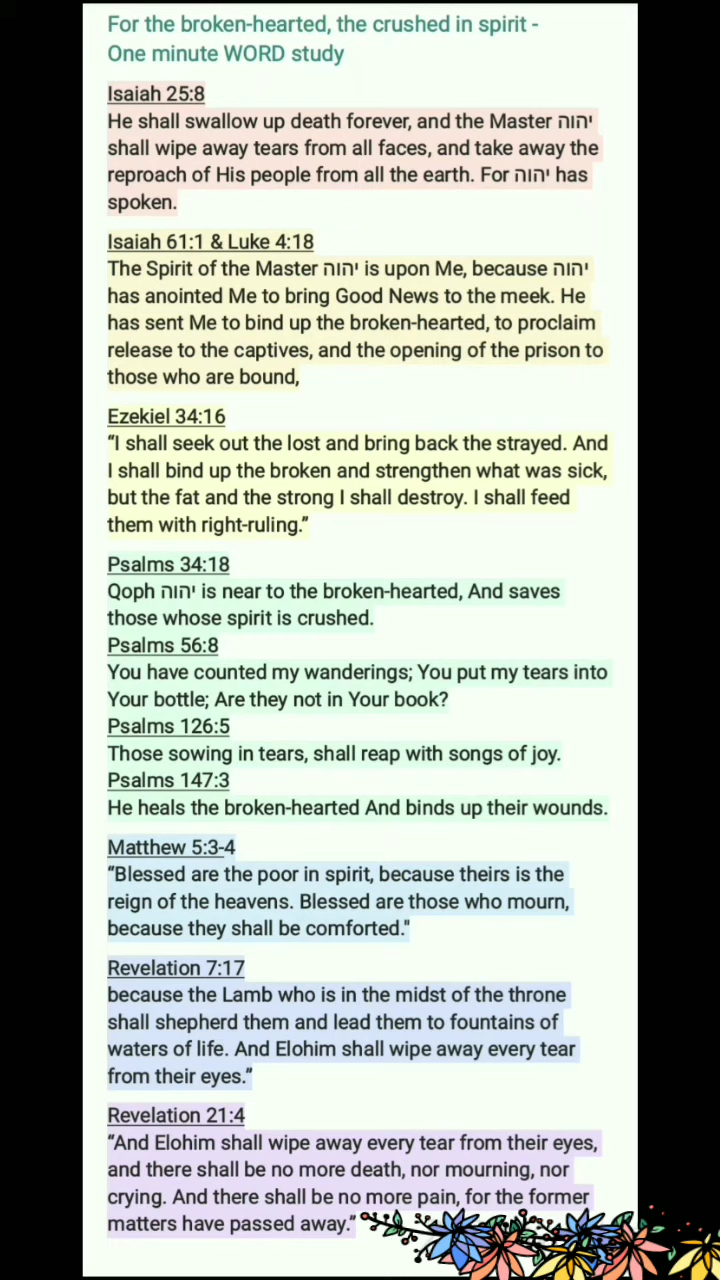 For the broken-hearted, the crushed in spirit -
One minute WORD study
Isaiah 25:8
He shall swallow up death forever, and the Master יהוה
shall wipe away tears from all faces, and take away the
reproach of His people from all the earth. For יהוה has
spoken.
Isaiah 61:1 & Luke 4:18
The Spirit of the Master יהוה is upon Me, because יהוה
has anointed Me to bring Good News to the meek. He
has sent Me to bind up the broken-hearted, to proclaim
release to the captives, and the opening of the prison to
those who are bound,
Ezekiel 34:16
“I shall seek out the lost and bring back the strayed. And
I shall bind up the broken and strengthen what was sick,
but the fat and the strong I shall destroy. I shall feed
them with right-ruling.”
Psalms 34:18
Qoph יהוה is near to the broken-hearted, And saves
those whose spirit is crushed.
Psalms 56:8
You have counted my wanderings; You put my tears into
Your bottle; Are they not in Your book?
Psalms 126:5
Those sowing in tears, shall reap with songs of joy.
Psalms 147:3
He heals the broken-hearted And binds up their wounds.
Matthew 5:3-4
“Blessed are the poor in spirit, because theirs is the
reign of the heavens. Blessed are those who mourn,
because they shall be comforted."
Revelation 7:17
because the Lamb who is in the midst of the throne
shall shepherd them and lead them to fountains of
waters of life. And Elohim shall wipe away every tear
from their eyes.”
Revelation 21:4
“And Elohim shall wipe away every tear from their eyes,
and there shall be no more death, nor mourning, nor
crying. And there shall be no more pain, for the former
matters have passed away.”